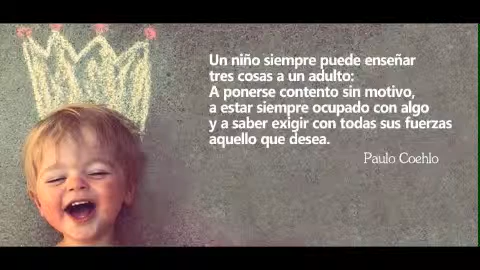 Un niño siempre puede enseñar
tres cosas a un adulto:
A ponerse contento sin motivo,
a estar siempre ocupado con algo
y a saber exigir con todas sus fuerzas
aquello que desea.
Paulo Coehlo